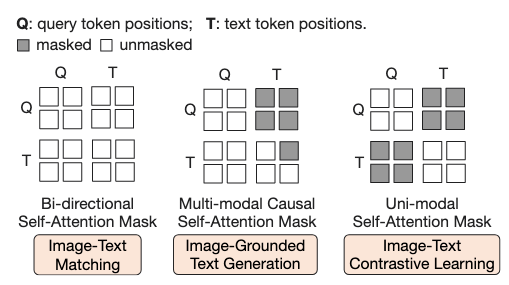 Q: query token positions; T: text token positions.
masked unmasked
Q T Q T Q T
Q Q Q
T T T
Bi-directional Multi-modal Causal Uni-modal
Self-Attention Mask Self-Attention Mask Self-Attention Mask
Image-Text Image-Grounded Image-Text
Matching Text Generation Contrastive Learning